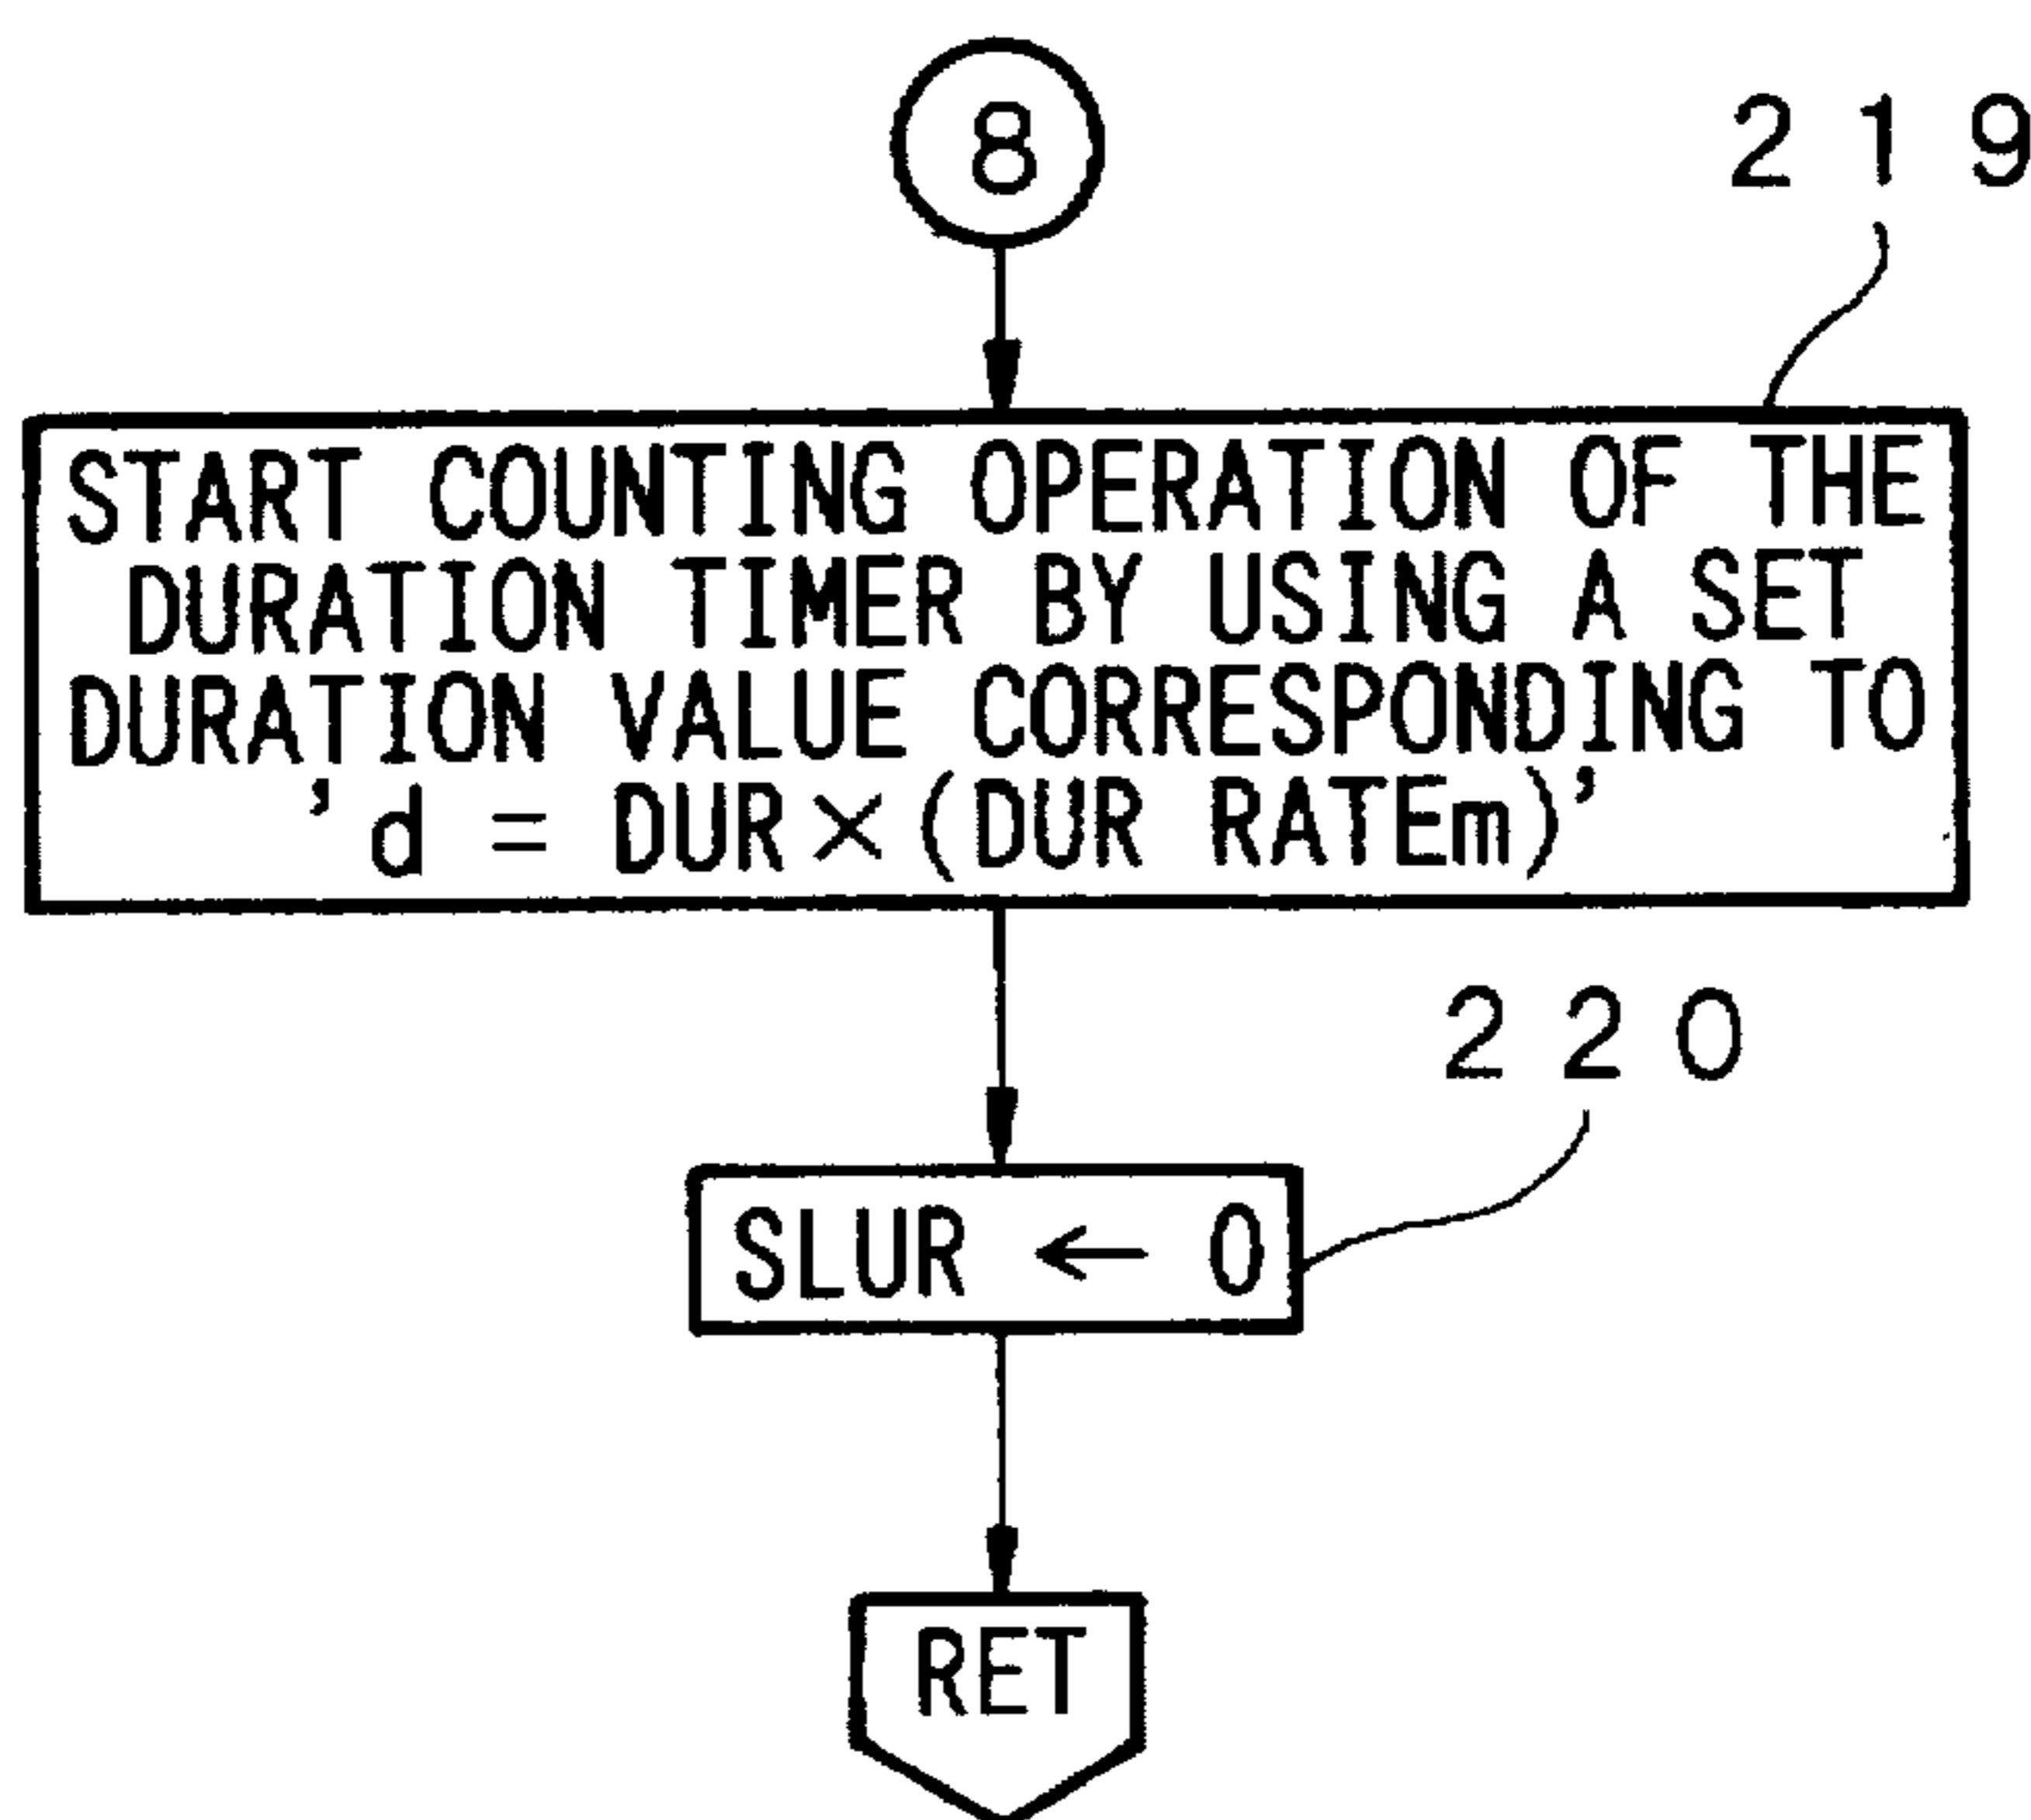 8
219
START COUNTING OPERATION OF THE
DURATION TIMER BY USING A SET
DURATION VALUE CORRESPONDING TO
'd = DUR×(DUR RATEm)'
220
SLUR ← 0
RET